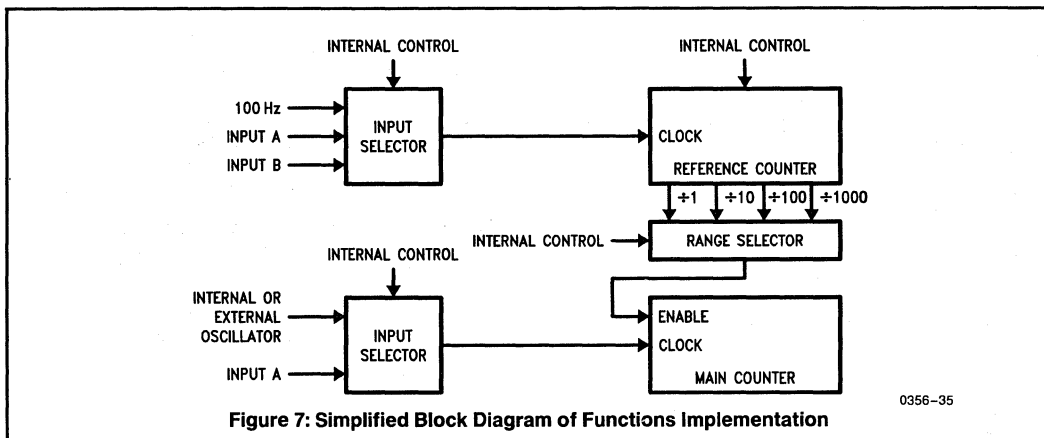 INTERNAL CONTROL
INTERNAL CONTROL
100 Hz
INPUT A
INPUT B
INPUT
SELECTOR
CLOCK
REFERENCE COUNTER
÷1
÷10
÷100
÷1000
INTERNAL CONTROL
RANGE SELECTOR
INTERNAL CONTROL
INTERNAL OR
EXTERNAL
OSCILLATOR
INPUT A
INPUT
SELECTOR
ENABLE
CLOCK
MAIN COUNTER
0356–35
Figure 7: Simplified Block Diagram of Functions Implementation